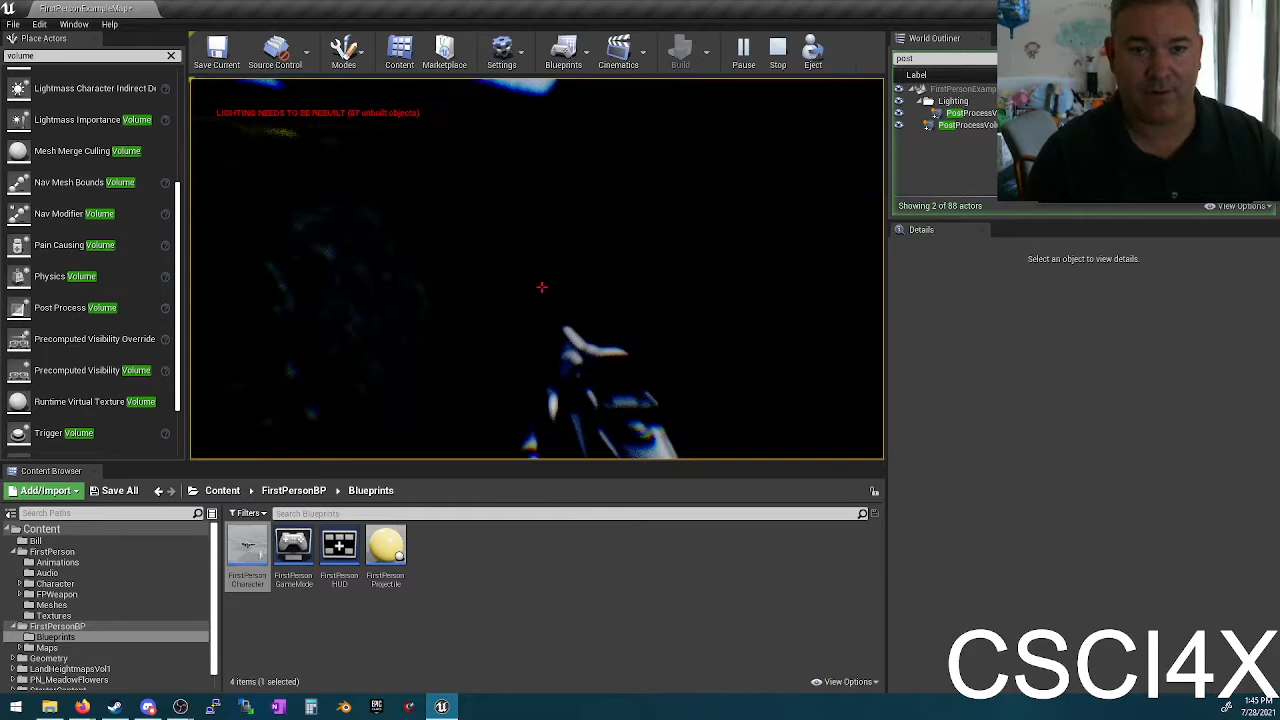 FirstPersonExampleMap*
File
Edit
Window
Help
Place Actors
volume
Save Current
Source Control
Modes
Content
Marketplace
Settings
Blueprints
Cinematics
Build
Pause
Stop
Eject
World Outliner
post
Label
FirstPersonExamp
Lighting
PostProcessV
PostProcessVol
Showing 2 of 88 actors
View Options
Details
Select an object to view details.
Lightmass Character Indirect De
Lightmass Importance Volume
Mesh Merge Culling Volume
Nav Mesh Bounds Volume
Nav Modifier Volume
Pain Causing Volume
Physics Volume
Post Process Volume
Precomputed Visibility Override
Precomputed Visibility Volume
Runtime Virtual Texture Volume
Trigger Volume
LIGHTING NEEDS TO BE REBUILT (87 unbuilt objects)
Content Browser
Add/Import
Save All
Content
FirstPersonBP
Blueprints
Search Paths
Filters
Search Blueprints
Content
Bill
FirstPerson
Animations
Audio
Character
FPWeapon
Meshes
Textures
FirstPersonBP
Blueprints
Maps
Geometry
LandHeightmapsVol1
PN_MeadowFlowers
FirstPerson
Character
FirstPerson
GameMode
FirstPerson
HUD
FirstPerson
Projectile
4 items (1 selected)
View Options
CSCI4X
1:45 PM
7/28/2021